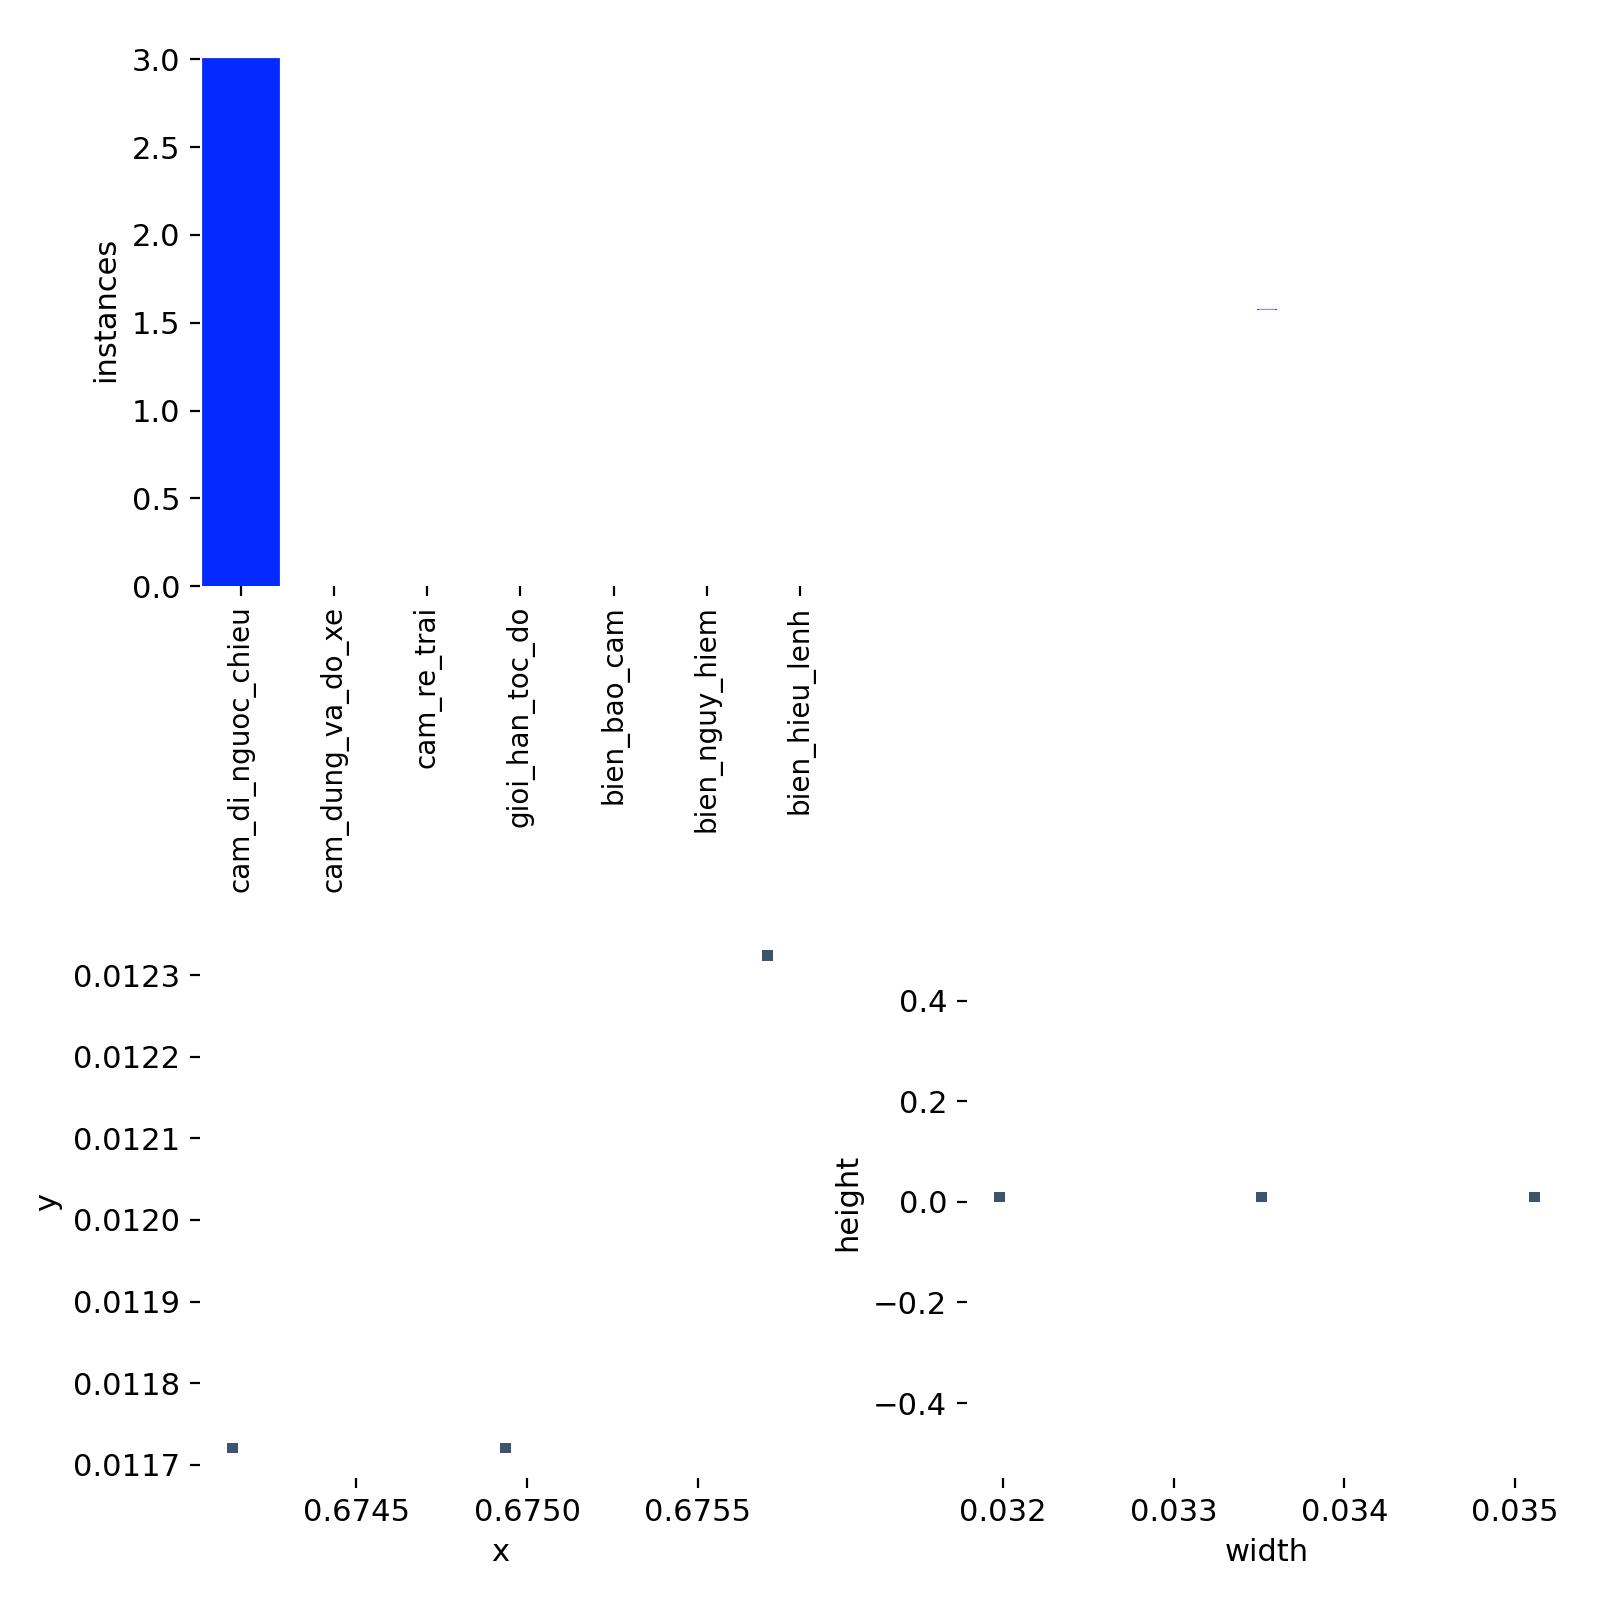 instances
3.0
2.5
2.0
1.5
1.0
0.5
0.0
cam_di_nguoc_chieu
cam_dung_va_do_xe
cam_re_trai
gioi_han_toc_do
bien_bao_cam
bien_nguy_hiem
bien_hieu_lenh
y
0.0123
0.0122
0.0121
0.0120
0.0119
0.0118
0.0117
0.6745 0.6750 0.6755
x
height
0.4
0.2
0.0
−0.2
−0.4
0.032 0.033 0.034 0.035
width